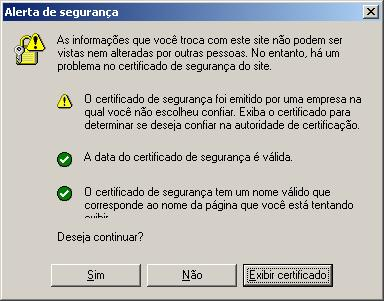 Alerta de segurança
As informações que você troca com este site não podem ser
vistas nem alteradas por outras pessoas. No entanto, há um
problema no certificado de segurança do site.
O certificado de segurança foi emitido por uma empresa na
qual você não escolheu confiar. Exiba o certificado para
determinar se deseja confiar na autoridade de certificação.
A data do certificado de segurança é válida.
O certificado de segurança tem um nome válido que
corresponde ao nome da página que você está tentando
exibir.
Deseja continuar?
Sim
Não
Exibir certificado